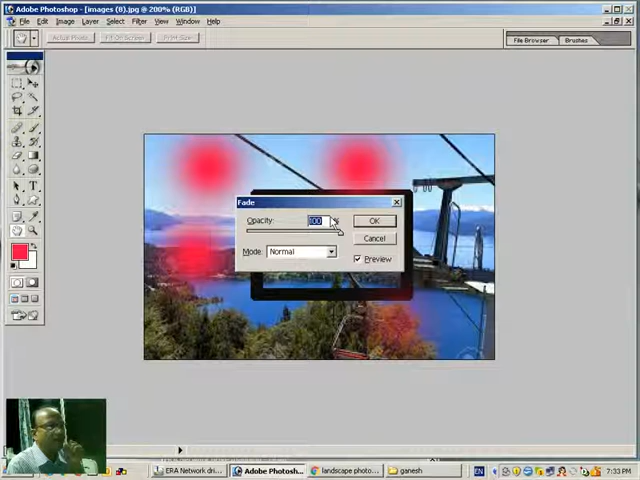 Adobe Photoshop - [images (8).jpg @ 200% (RGB)]
File Edit Image Layer Select Filter View Window Help
Actual Pixels Fit On Screen Print Size
File Browser Brushes
Fade
Opacity: 100 %
OK
Cancel
Mode: Normal
Preview
ERA Network dri... Adobe Photosh... landscape photo... ganesh EN 7:33 PM